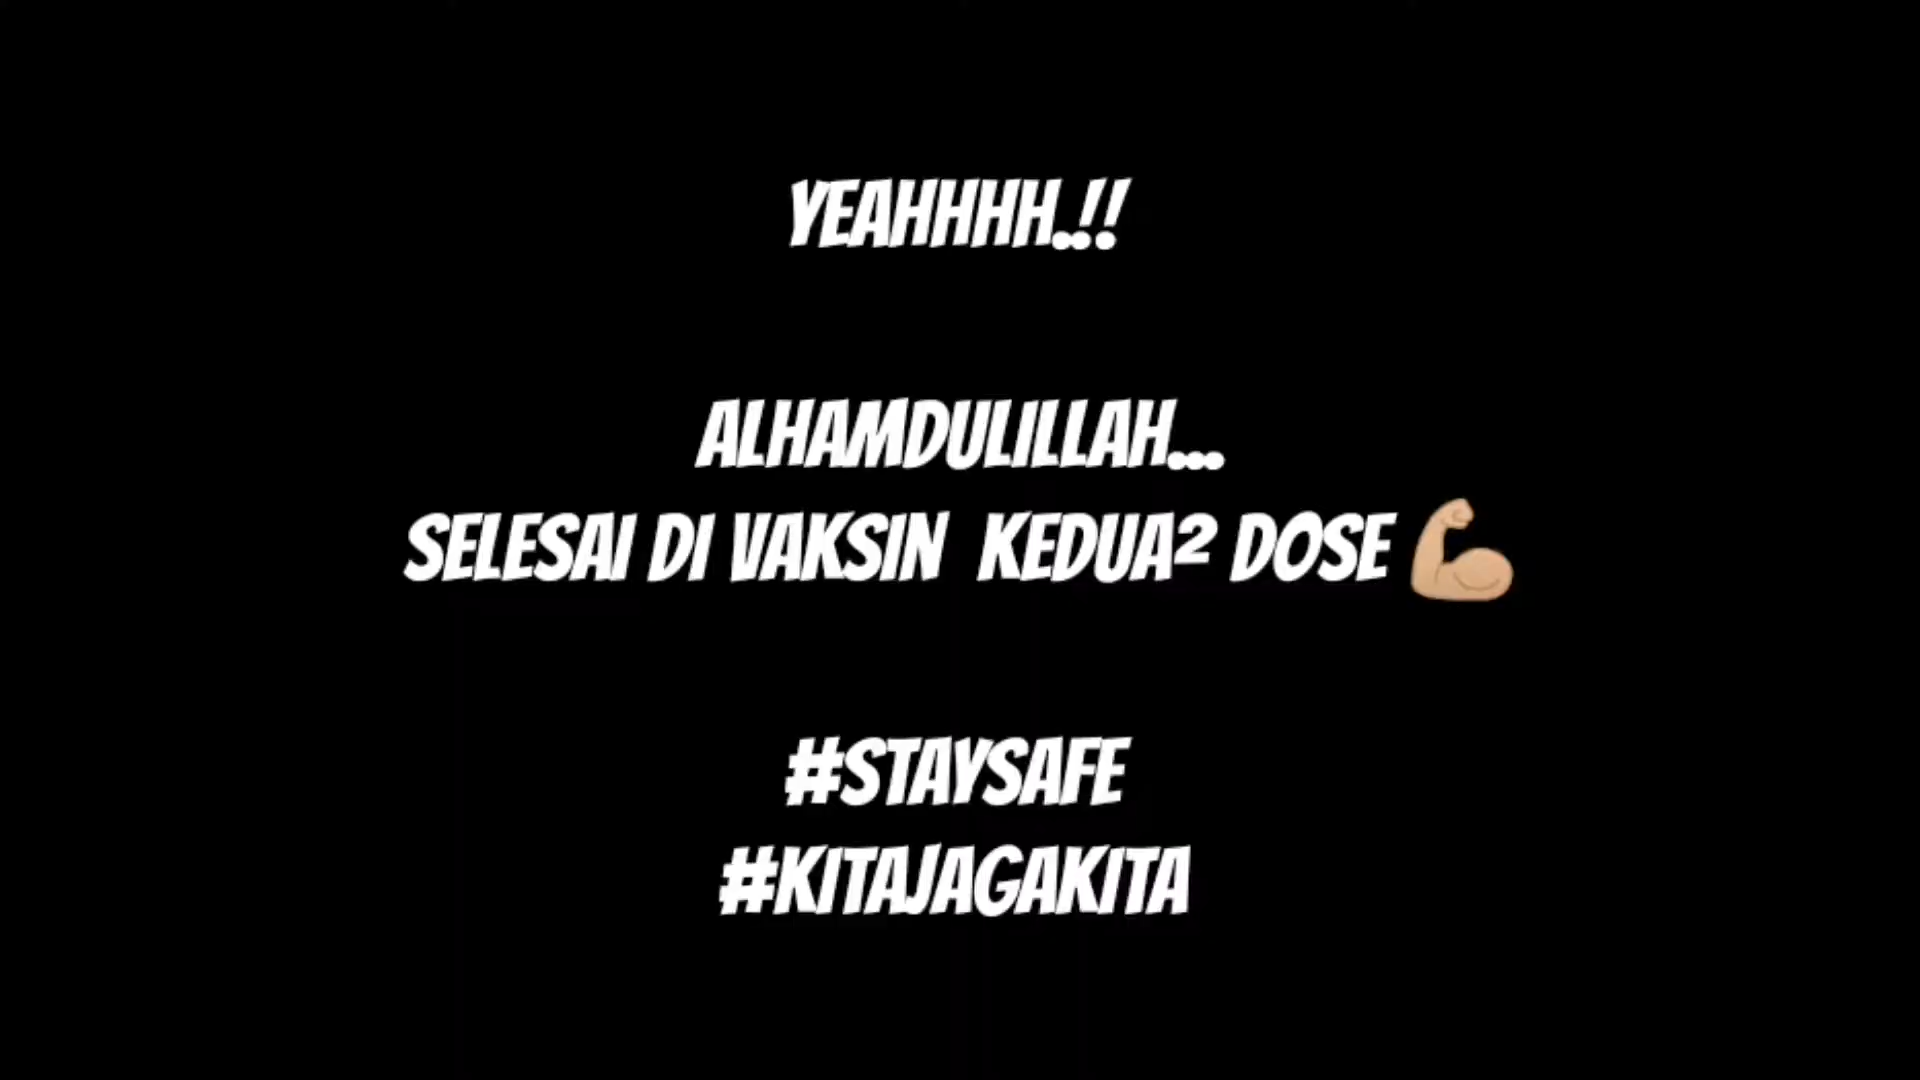 YEAHHHH..!!
ALHAMDULILLAH...
SELESAI DI VAKSIN KEDUA² DOSE 💪🏼
#STAYSAFE
#KITAJAGAKITA